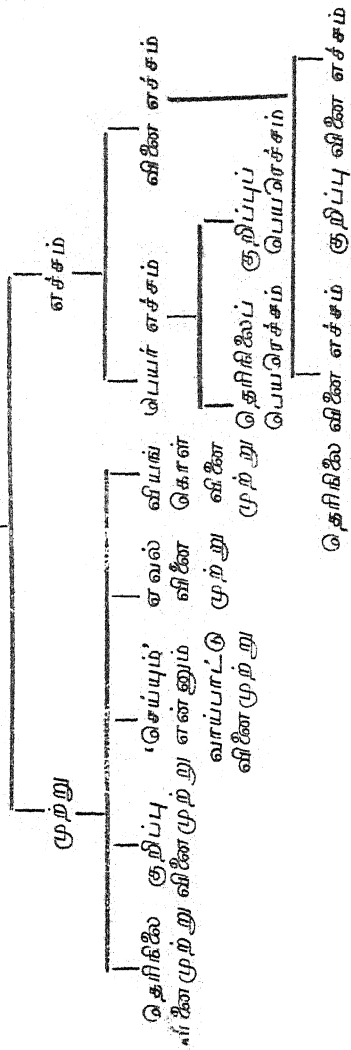 முற்று
எச்சம்
பெயர் எச்சம்
வினை எச்சம்
தெரிநிலை
வினைமுற்று
குறிப்பு
வினைமுற்று
'செய்யும்'
என்னும்
வாய்பாட்டு
வினைமுற்று
ஏவல்
வினை
முற்று
வியங்
கொள்
வினை
முற்று
தெரிநிலைப்
பெயரெச்சம்
குறிப்புப்
பெயரெச்சம்
தெரிநிலை வினை எச்சம்
குறிப்பு வினை எச்சம்